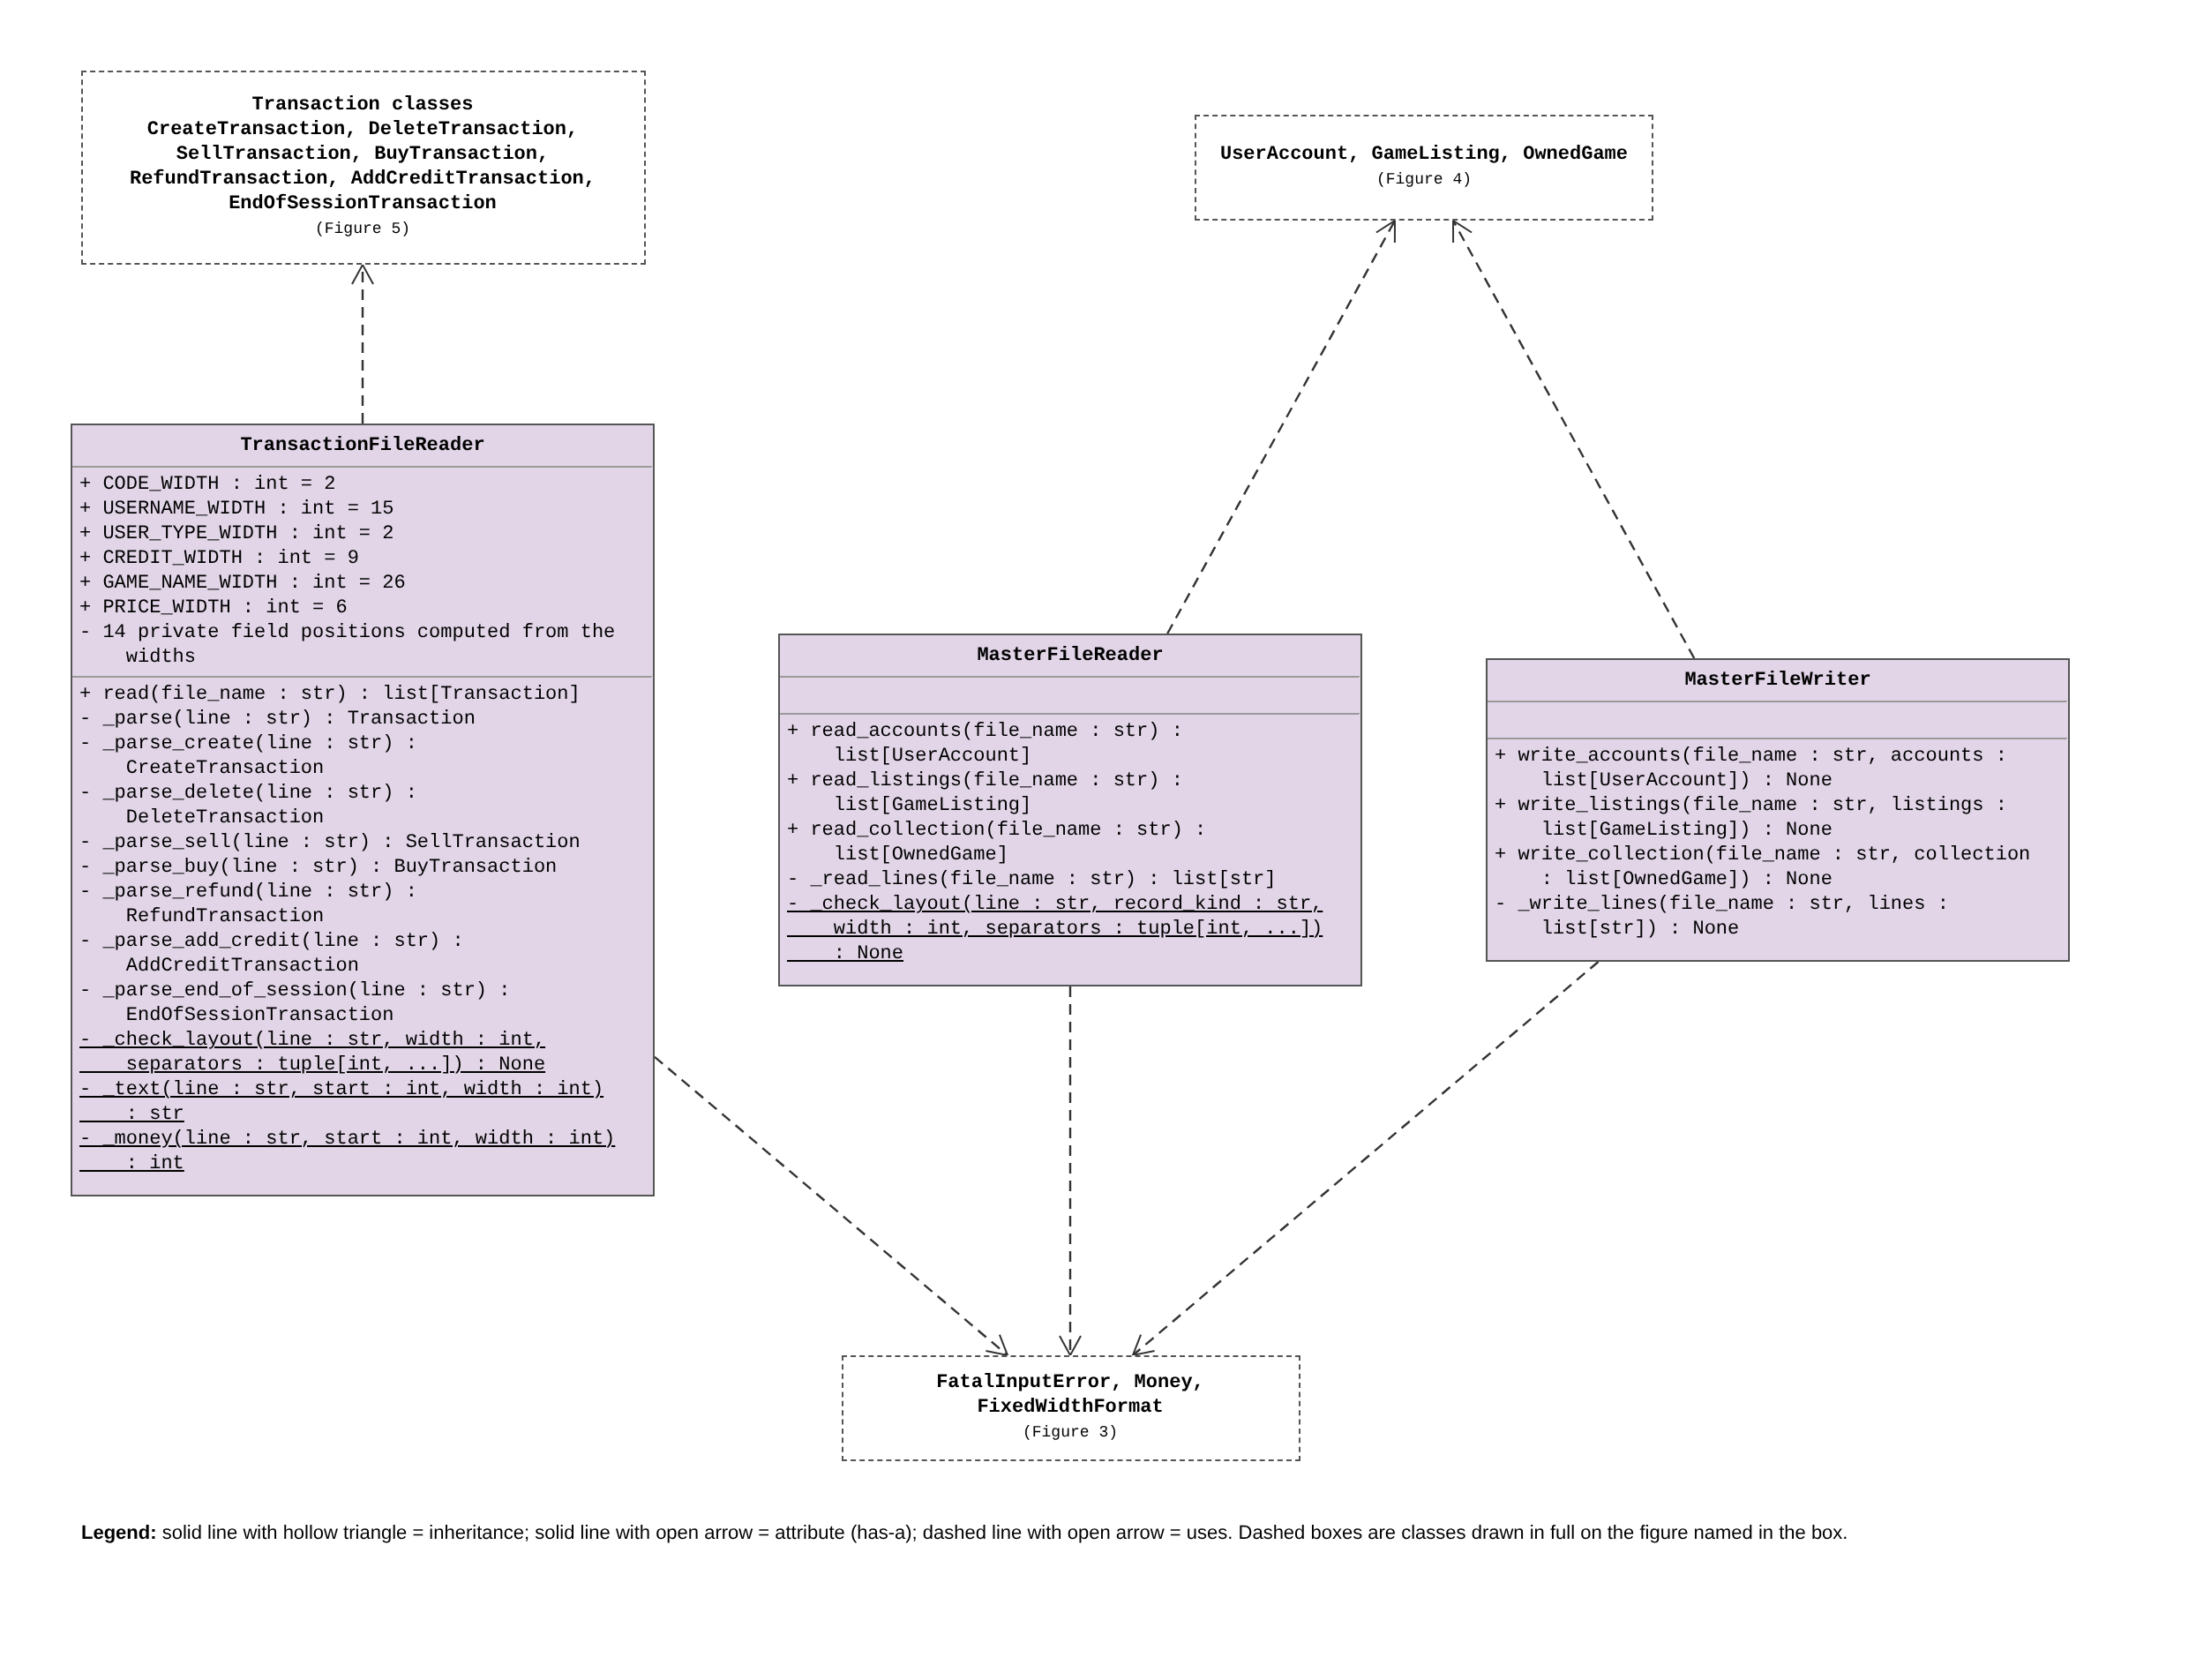 Transaction classes
CreateTransaction, DeleteTransaction,
SellTransaction, BuyTransaction,
RefundTransaction, AddCreditTransaction,
EndOfSessionTransaction
(Figure 5)
UserAccount, GameListing, OwnedGame
(Figure 4)
TransactionFileReader
+ CODE_WIDTH : int = 2
+ USERNAME_WIDTH : int = 15
+ USER_TYPE_WIDTH : int = 2
+ CREDIT_WIDTH : int = 9
+ GAME_NAME_WIDTH : int = 26
+ PRICE_WIDTH : int = 6
- 14 private field positions computed from the
widths
+ read(file_name : str) : list[Transaction]
- _parse(line : str) : Transaction
- _parse_create(line : str) :
CreateTransaction
- _parse_delete(line : str) :
DeleteTransaction
- _parse_sell(line : str) : SellTransaction
- _parse_buy(line : str) : BuyTransaction
- _parse_refund(line : str) :
RefundTransaction
- _parse_add_credit(line : str) :
AddCreditTransaction
- _parse_end_of_session(line : str) :
EndOfSessionTransaction
- _check_layout(line : str, width : int,
separators : tuple[int, ...]) : None
- _text(line : str, start : int, width : int)
: str
- _money(line : str, start : int, width : int)
: int
MasterFileReader
+ read_accounts(file_name : str) :
list[UserAccount]
+ read_listings(file_name : str) :
list[GameListing]
+ read_collection(file_name : str) :
list[OwnedGame]
- _read_lines(file_name : str) : list[str]
- _check_layout(line : str, record_kind : str,
width : int, separators : tuple[int, ...])
: None
MasterFileWriter
+ write_accounts(file_name : str, accounts :
list[UserAccount]) : None
+ write_listings(file_name : str, listings :
list[GameListing]) : None
+ write_collection(file_name : str, collection
: list[OwnedGame]) : None
- _write_lines(file_name : str, lines :
list[str]) : None
FatalInputError, Money,
FixedWidthFormat
(Figure 3)
Legend: solid line with hollow triangle = inheritance; solid line with open arrow = attribute (has-a); dashed line with open arrow = uses. Dashed boxes are classes drawn in full on the figure named in the box.